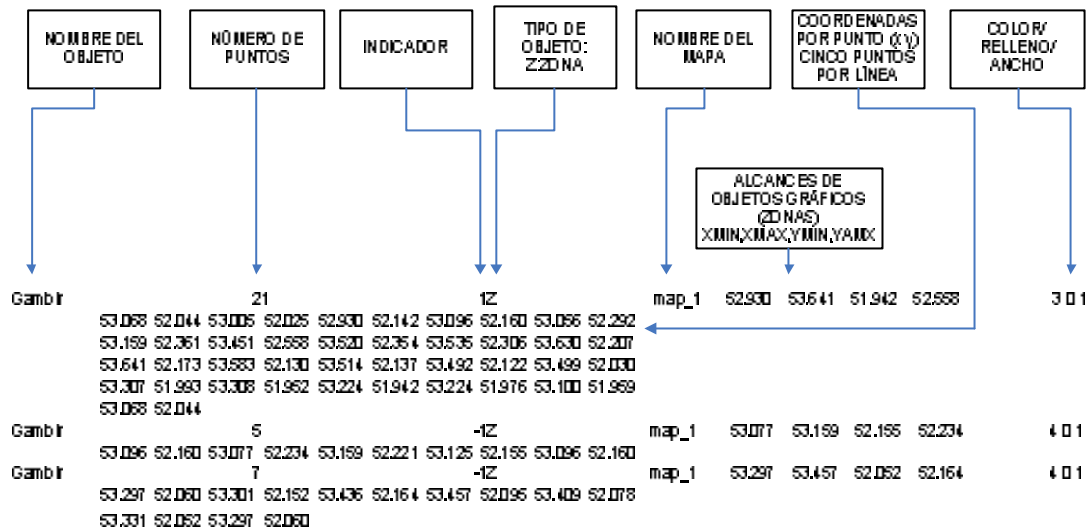 NOMBRE DEL
OBJETO
NÚMERO DE
PUNTOS
INDICADOR
TIPO DE
OBJETO:
Z:ZONA
NOMBRE DEL
MAPA
COORDENADAS
POR PUNTO (X Y)
CINCO PUNTOS
POR LÍNEA
COLOR/
RELLENO/
ANCHO
ALCANCES DE
OBJETOS GRÁFICOS
(ZONAS)
XMIN,XMAX,YMIN,YAMX
Gambir 21 1Z map_1 52.930 53.641 51.942 52.558 3 0 1
53.068 52.044 53.005 52.025 52.930 52.142 53.096 52.160 53.056 52.292
53.159 52.361 53.451 52.558 53.520 52.354 53.535 52.306 53.630 52.207
53.641 52.173 53.583 52.130 53.514 52.137 53.492 52.122 53.499 52.030
53.307 51.993 53.308 51.952 53.224 51.942 53.224 51.976 53.100 51.959
53.068 52.044
Gambir 5 -1Z map_1 53.077 53.159 52.155 52.234 4 0 1
53.096 52.160 53.077 52.234 53.159 52.221 53.125 52.155 53.096 52.160
Gambir 7 -1Z map_1 53.297 53.457 52.052 52.164 4 0 1
53.297 52.060 53.301 52.152 53.436 52.164 53.457 52.095 53.409 52.078
53.331 52.052 53.297 52.060